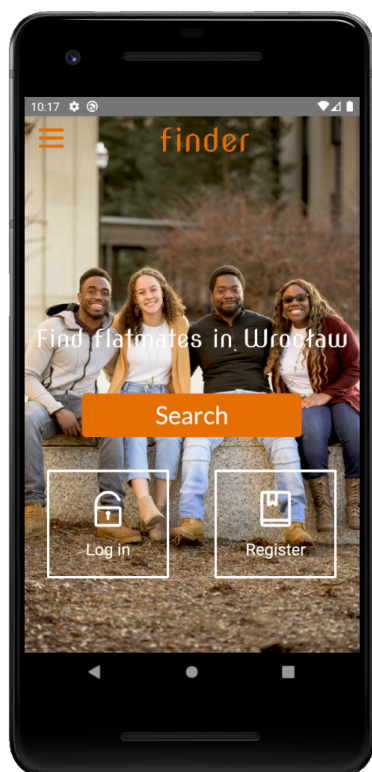 10:17
finder
Find flatmates in Wrocław
Search
Log in
Register